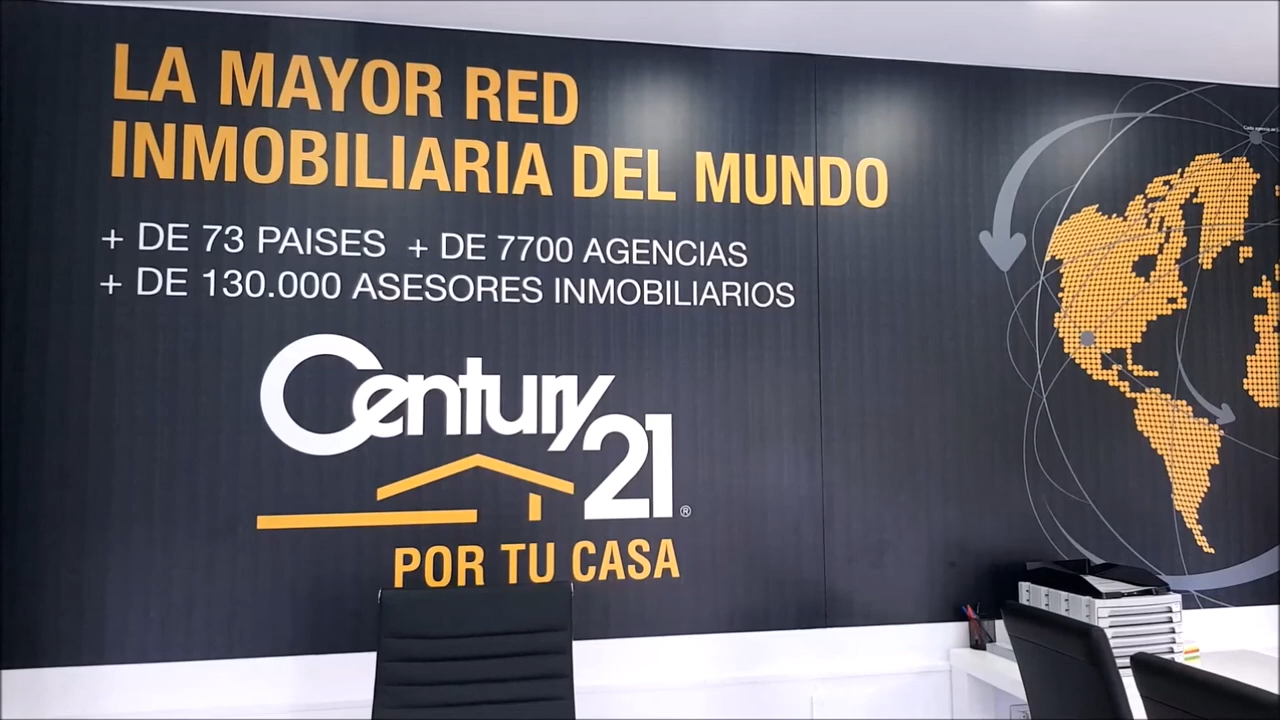 LA MAYOR RED
INMOBILIARIA DEL MUNDO
+ DE 73 PAISES + DE 7700 AGENCIAS
+ DE 130.000 ASESORES INMOBILIARIOS
Century
21®
POR TU CASA